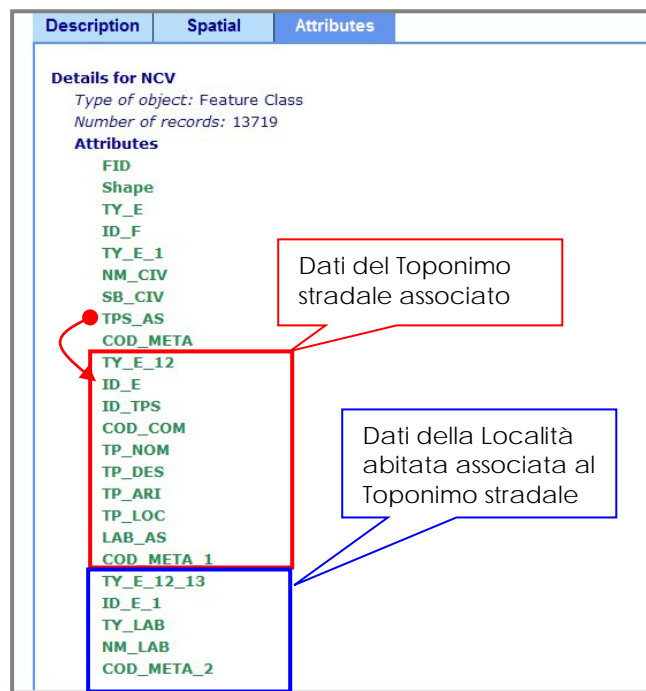 Description Spatial Attributes
Details for NCV
Type of object: Feature Class
Number of records: 13719
Attributes
FID
Shape
TY_E
ID_F
TY_E_1
NM_CIV
SB_CIV
TPS_AS
COD_META
TY_E_12
ID_E
ID_TPS
COD_COM
TP_NOM
TP_DES
TP_ARI
TP_LOC
LAB_AS
COD_META_1
TY_E_12_13
ID_E_1
TY_LAB
NM_LAB
COD_META_2
Dati del Toponimo
stradale associato
Dati della Località
abitata associata al
Toponimo stradale